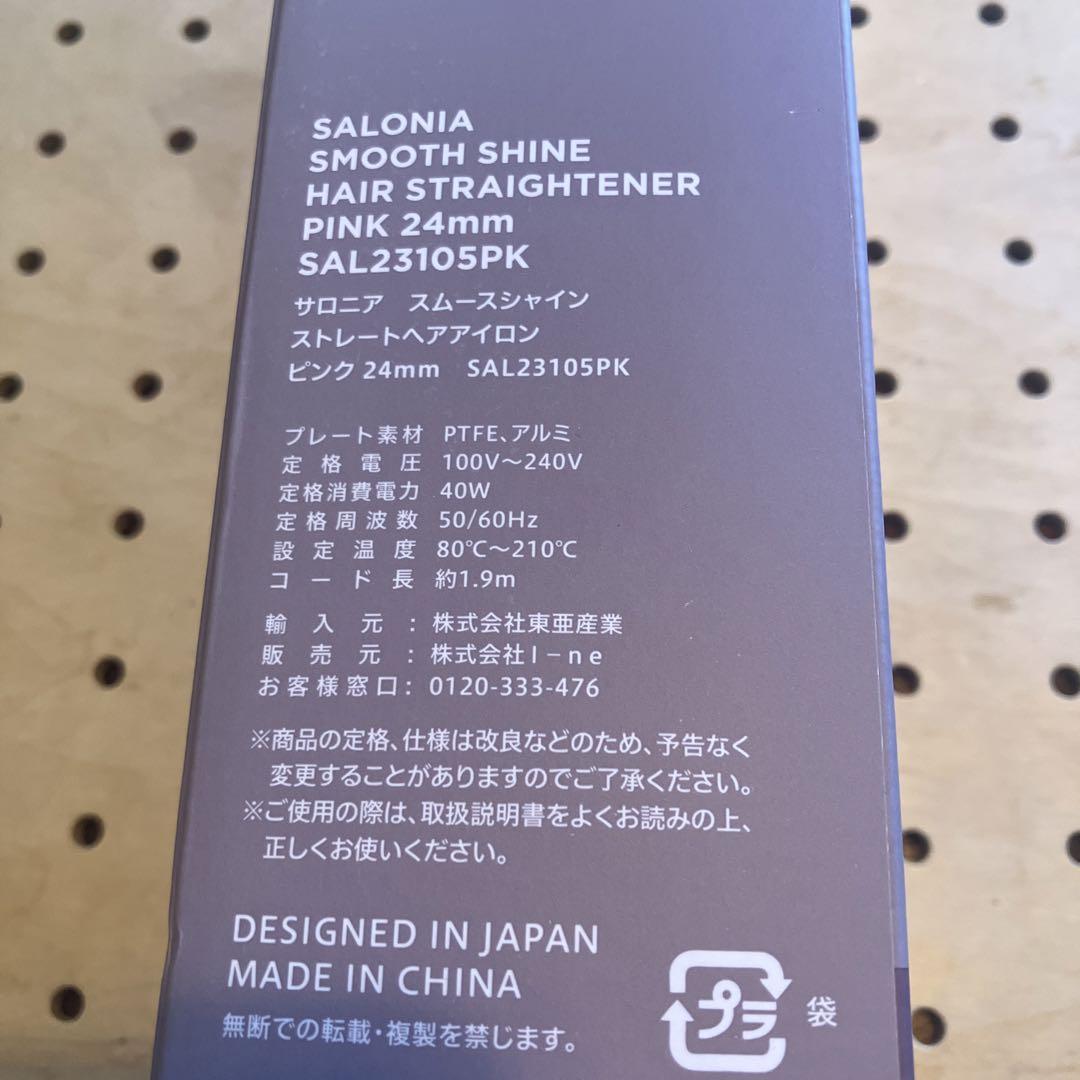 SALONIA
SMOOTH SHINE
HAIR STRAIGHTENER
PINK 24mm
SAL23105PK
サロニア スムースシャイン
ストレートヘアアイロン
ピンク 24mm SAL23105PK
プレート素材 PTFE、アルミ
定格電圧 100V～240V
定格消費電力 40W
定格周波数 50/60Hz
設定温度 80℃～210℃
コード長 約1.9m
輸入元：株式会社東亜産業
販売元：株式会社I－ne
お客様窓口：0120-333-476
※商品の定格、仕様は改良などのため、予告なく
変更することがありますのでご了承ください。
※ご使用の際は、取扱説明書をよくお読みの上、
正しくお使いください。
DESIGNED IN JAPAN
MADE IN CHINA
無断での転載・複製を禁じます。
プラ 袋